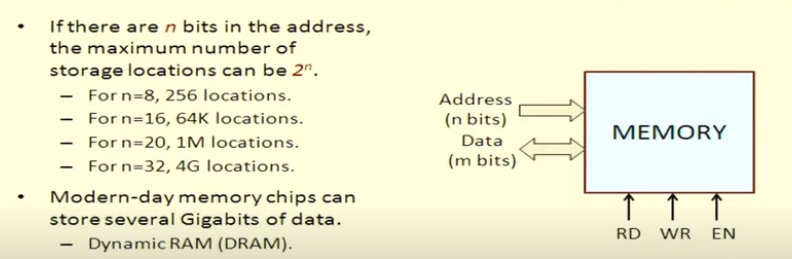 • If there are n bits in the address,
the maximum number of
storage locations can be 2ⁿ.
– For n=8, 256 locations.
– For n=16, 64K locations.
– For n=20, 1M locations.
– For n=32, 4G locations.
• Modern-day memory chips can
store several Gigabits of data.
– Dynamic RAM (DRAM).
Address
(n bits)
Data
(m bits)
MEMORY
RD WR EN